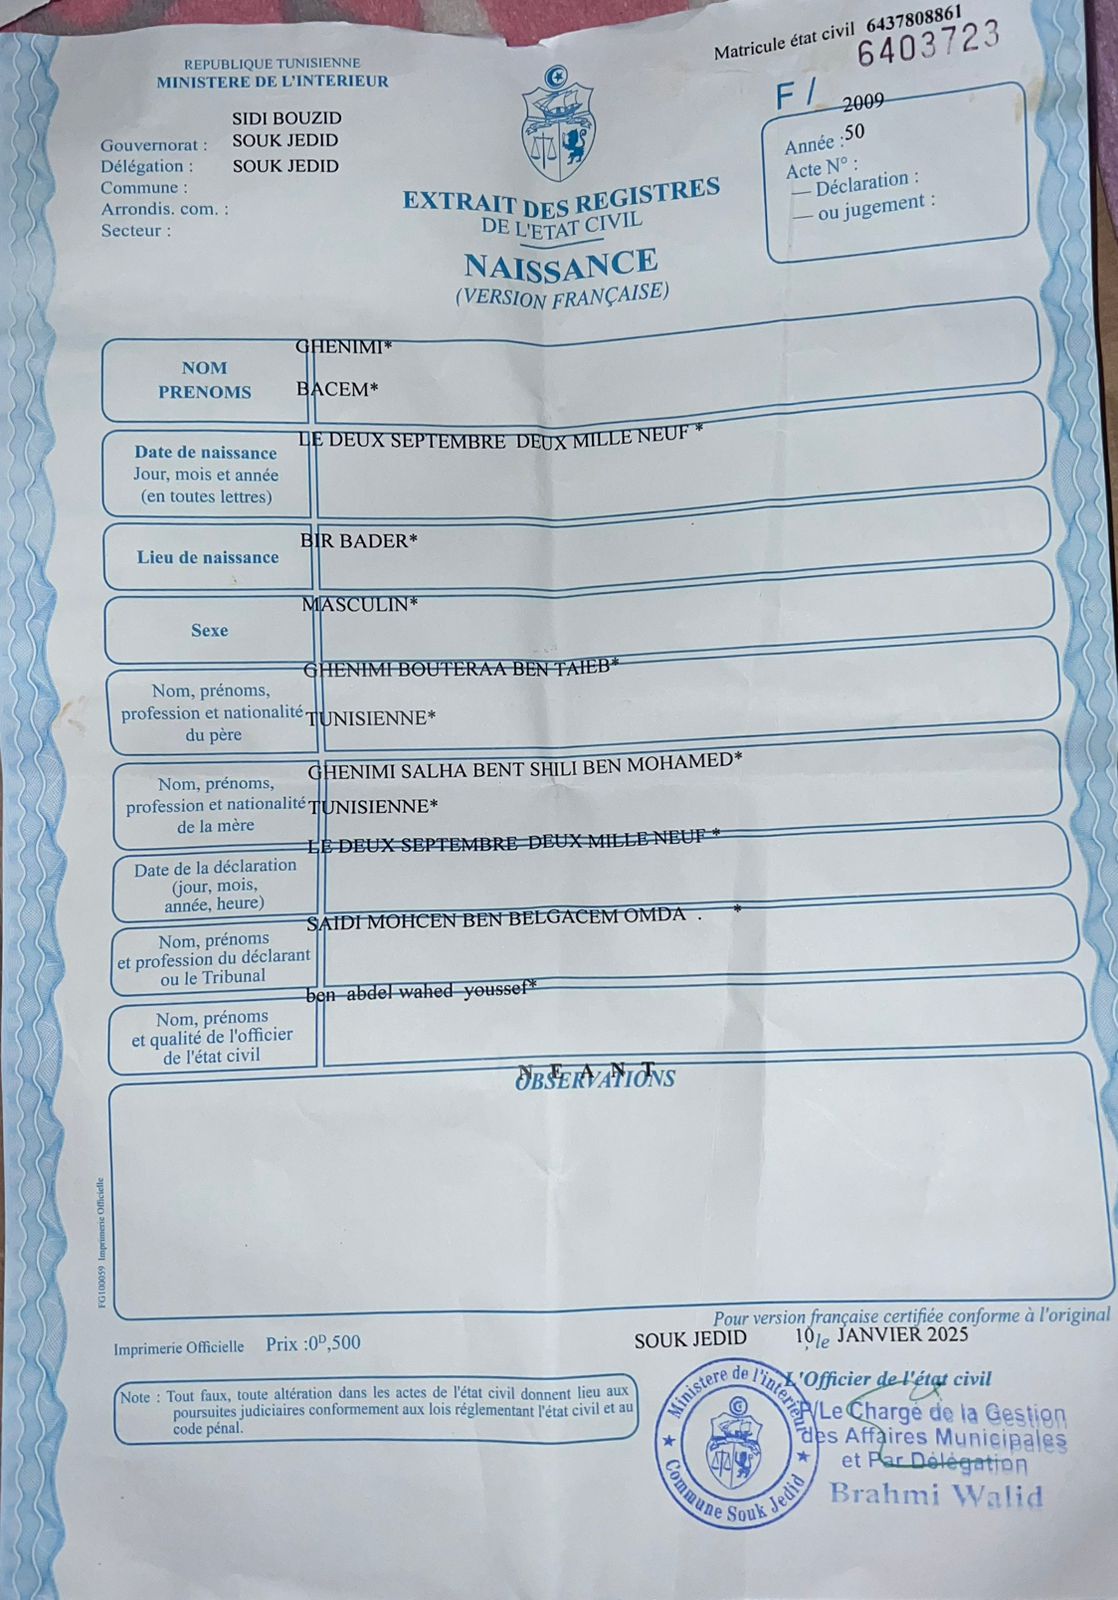 Matricule état civil 6437808861
6403723
REPUBLIQUE TUNISIENNE
MINISTERE DE L'INTERIEUR
SIDI BOUZID
Gouvernorat : SOUK JEDID
Délégation : SOUK JEDID
Commune :
Arrondis. com. :
Secteur :
F/
2009
Année :50
Acte N° :
— Déclaration :
— ou jugement :
EXTRAIT DES REGISTRES
DE L'ETAT CIVIL
NAISSANCE
(VERSION FRANÇAISE)
NOM
PRENOMS
GHENIMI*
BACEM*
Date de naissance
Jour, mois et année
(en toutes lettres)
LE DEUX SEPTEMBRE DEUX MILLE NEUF *
Lieu de naissance
BIR BADER*
Sexe
MASCULIN*
Nom, prénoms,
profession et nationalité
du père
GHENIMI BOUTERAA BEN TAIEB*
TUNISIENNE*
Nom, prénoms,
profession et nationalité
de la mère
GHENIMI SALHA BENT SHILI BEN MOHAMED*
TUNISIENNE*
LE DEUX SEPTEMBRE DEUX MILLE NEUF *
Date de la déclaration
(jour, mois,
année, heure)
SAIDI MOHCEN BEN BELGACEM OMDA . *
Nom, prénoms
et profession du déclarant
ou le Tribunal
ben abdel wahed youssef*
Nom, prénoms
et qualité de l'officier
de l'état civil
N E A N T
OBSERVATIONS
FG100059 Imprimerie Officielle
Pour version française certifiée conforme à l'original
Imprimerie Officielle Prix :0ᴰ,500
SOUK JEDID 10,le JANVIER 2025
L'Officier de l'état civil
Note : Tout faux, toute altération dans les actes de l'état civil donnent lieu aux
poursuites judiciaires conformement aux lois réglementant l'état civil et au
code pénal.
Ministere de l'interieur
Commune Souk Jedid
P/Le Chargé de la Gestion
des Affaires Municipales
et Par Délégation
Brahmi Walid